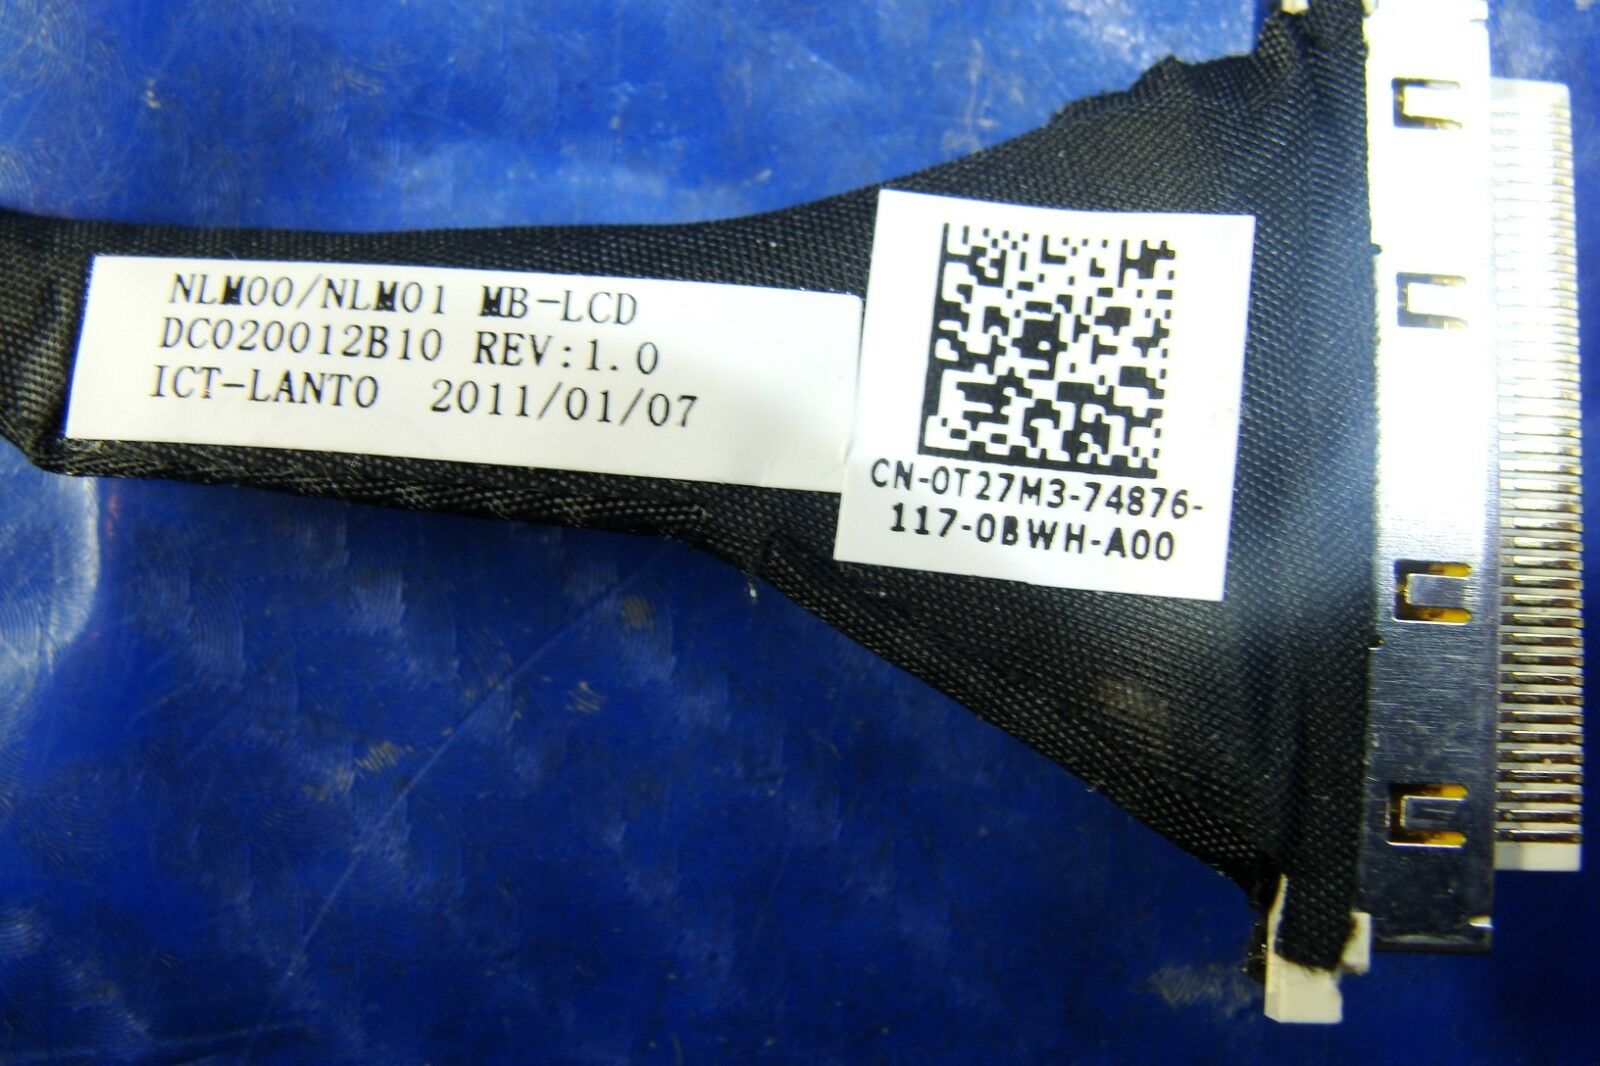 NLM00/NLM01 MB-LCD
DC020012B10 REV:1.0
ICT-LANTO 2011/01/07
CN-0T27M3-74876-
117-0BWH-A00